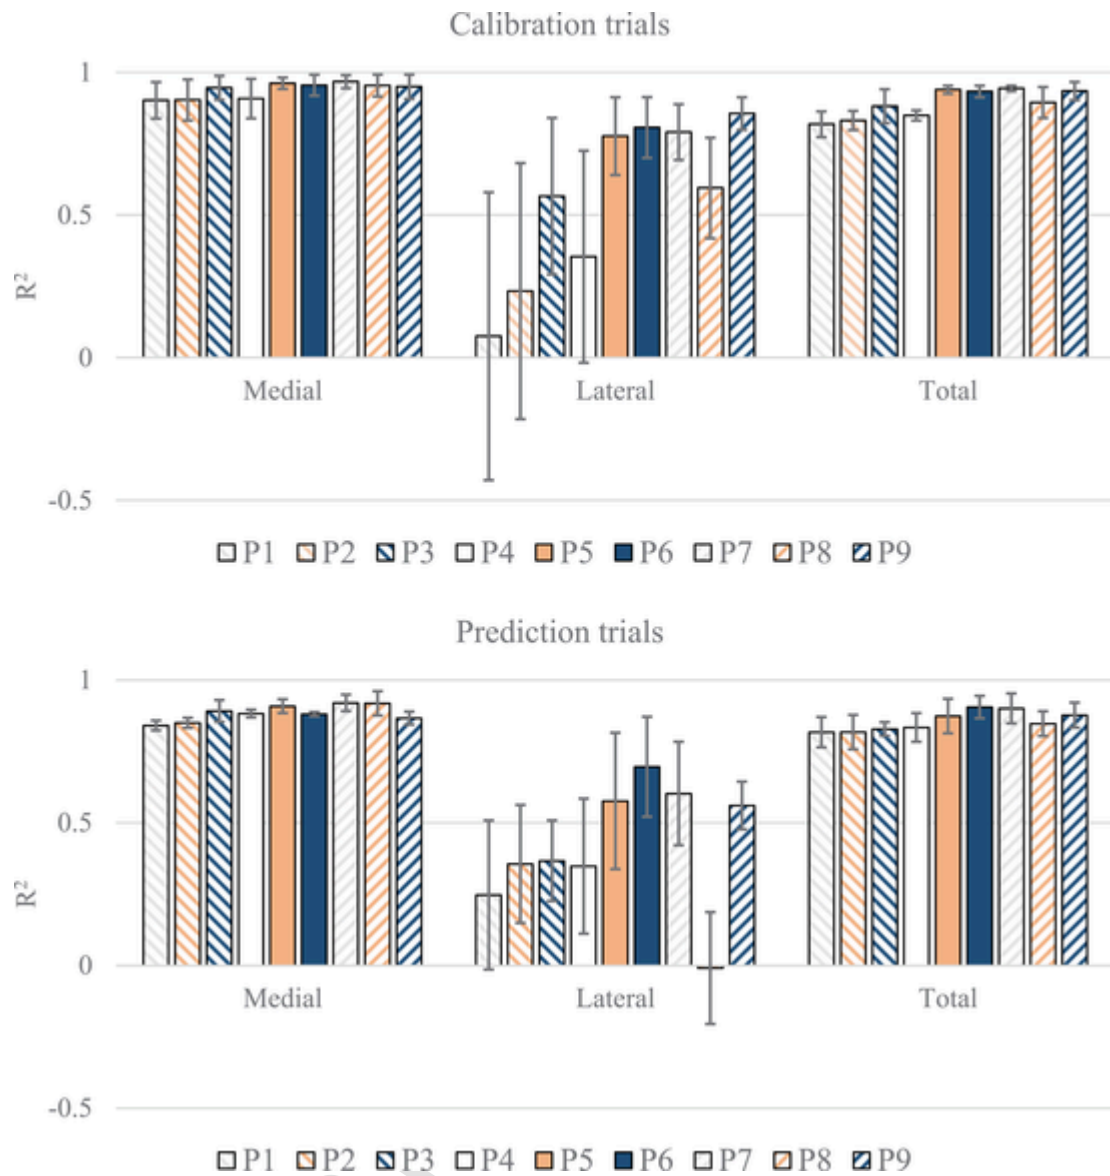 Calibration trials
1
0.5
R²
0
Medial Lateral Total
-0.5
P1 P2 P3 P4 P5 P6 P7 P8 P9
Prediction trials
1
0.5
R²
0
Medial Lateral Total
-0.5
P1 P2 P3 P4 P5 P6 P7 P8 P9